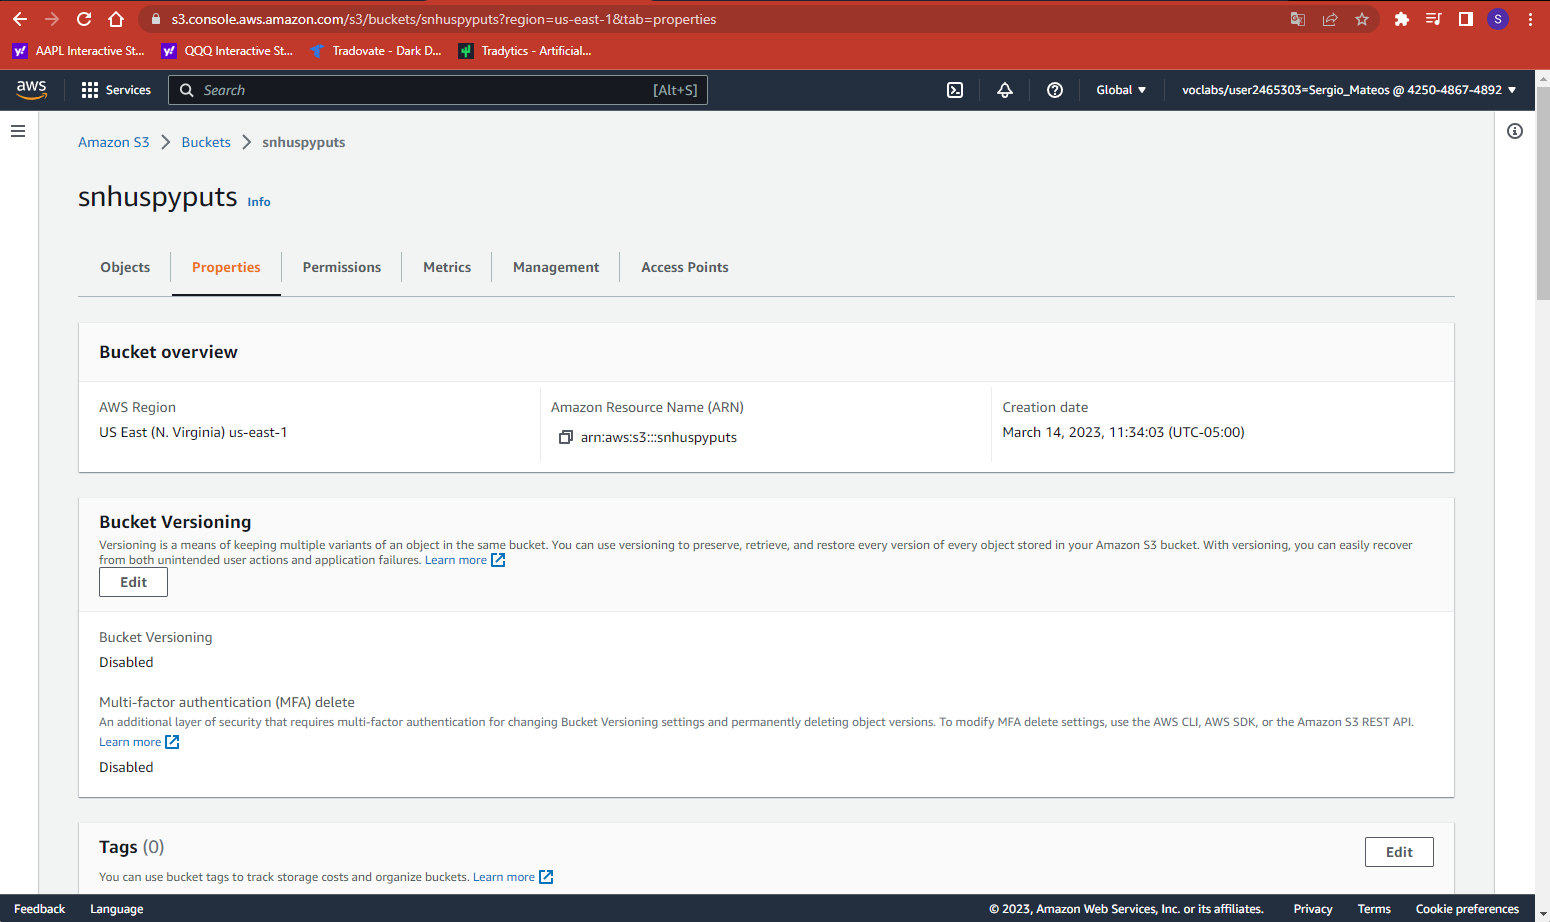 s3.console.aws.amazon.com/s3/buckets/snhuspyputs?region=us-east-1&tab=properties
S
AAPL Interactive St...
QQQ Interactive St...
Tradovate - Dark D...
Tradytics - Artificial...
aws
Services
Search
[Alt+S]
Global
voclabs/user2465303=Sergio_Mateos @ 4250-4867-4892
Amazon S3
Buckets
snhuspyputs
snhuspyputs Info
Objects
Properties
Permissions
Metrics
Management
Access Points
Bucket overview
AWS Region
US East (N. Virginia) us-east-1
Amazon Resource Name (ARN)
arn:aws:s3:::snhuspyputs
Creation date
March 14, 2023, 11:34:03 (UTC-05:00)
Bucket Versioning
Versioning is a means of keeping multiple variants of an object in the same bucket. You can use versioning to preserve, retrieve, and restore every version of every object stored in your Amazon S3 bucket. With versioning, you can easily recover
from both unintended user actions and application failures. Learn more
Edit
Bucket Versioning
Disabled
Multi-factor authentication (MFA) delete
An additional layer of security that requires multi-factor authentication for changing Bucket Versioning settings and permanently deleting object versions. To modify MFA delete settings, use the AWS CLI, AWS SDK, or the Amazon S3 REST API.
Learn more
Disabled
Tags (0)
Edit
You can use bucket tags to track storage costs and organize buckets. Learn more
Feedback
Language
© 2023, Amazon Web Services, Inc. or its affiliates.
Privacy
Terms
Cookie preferences